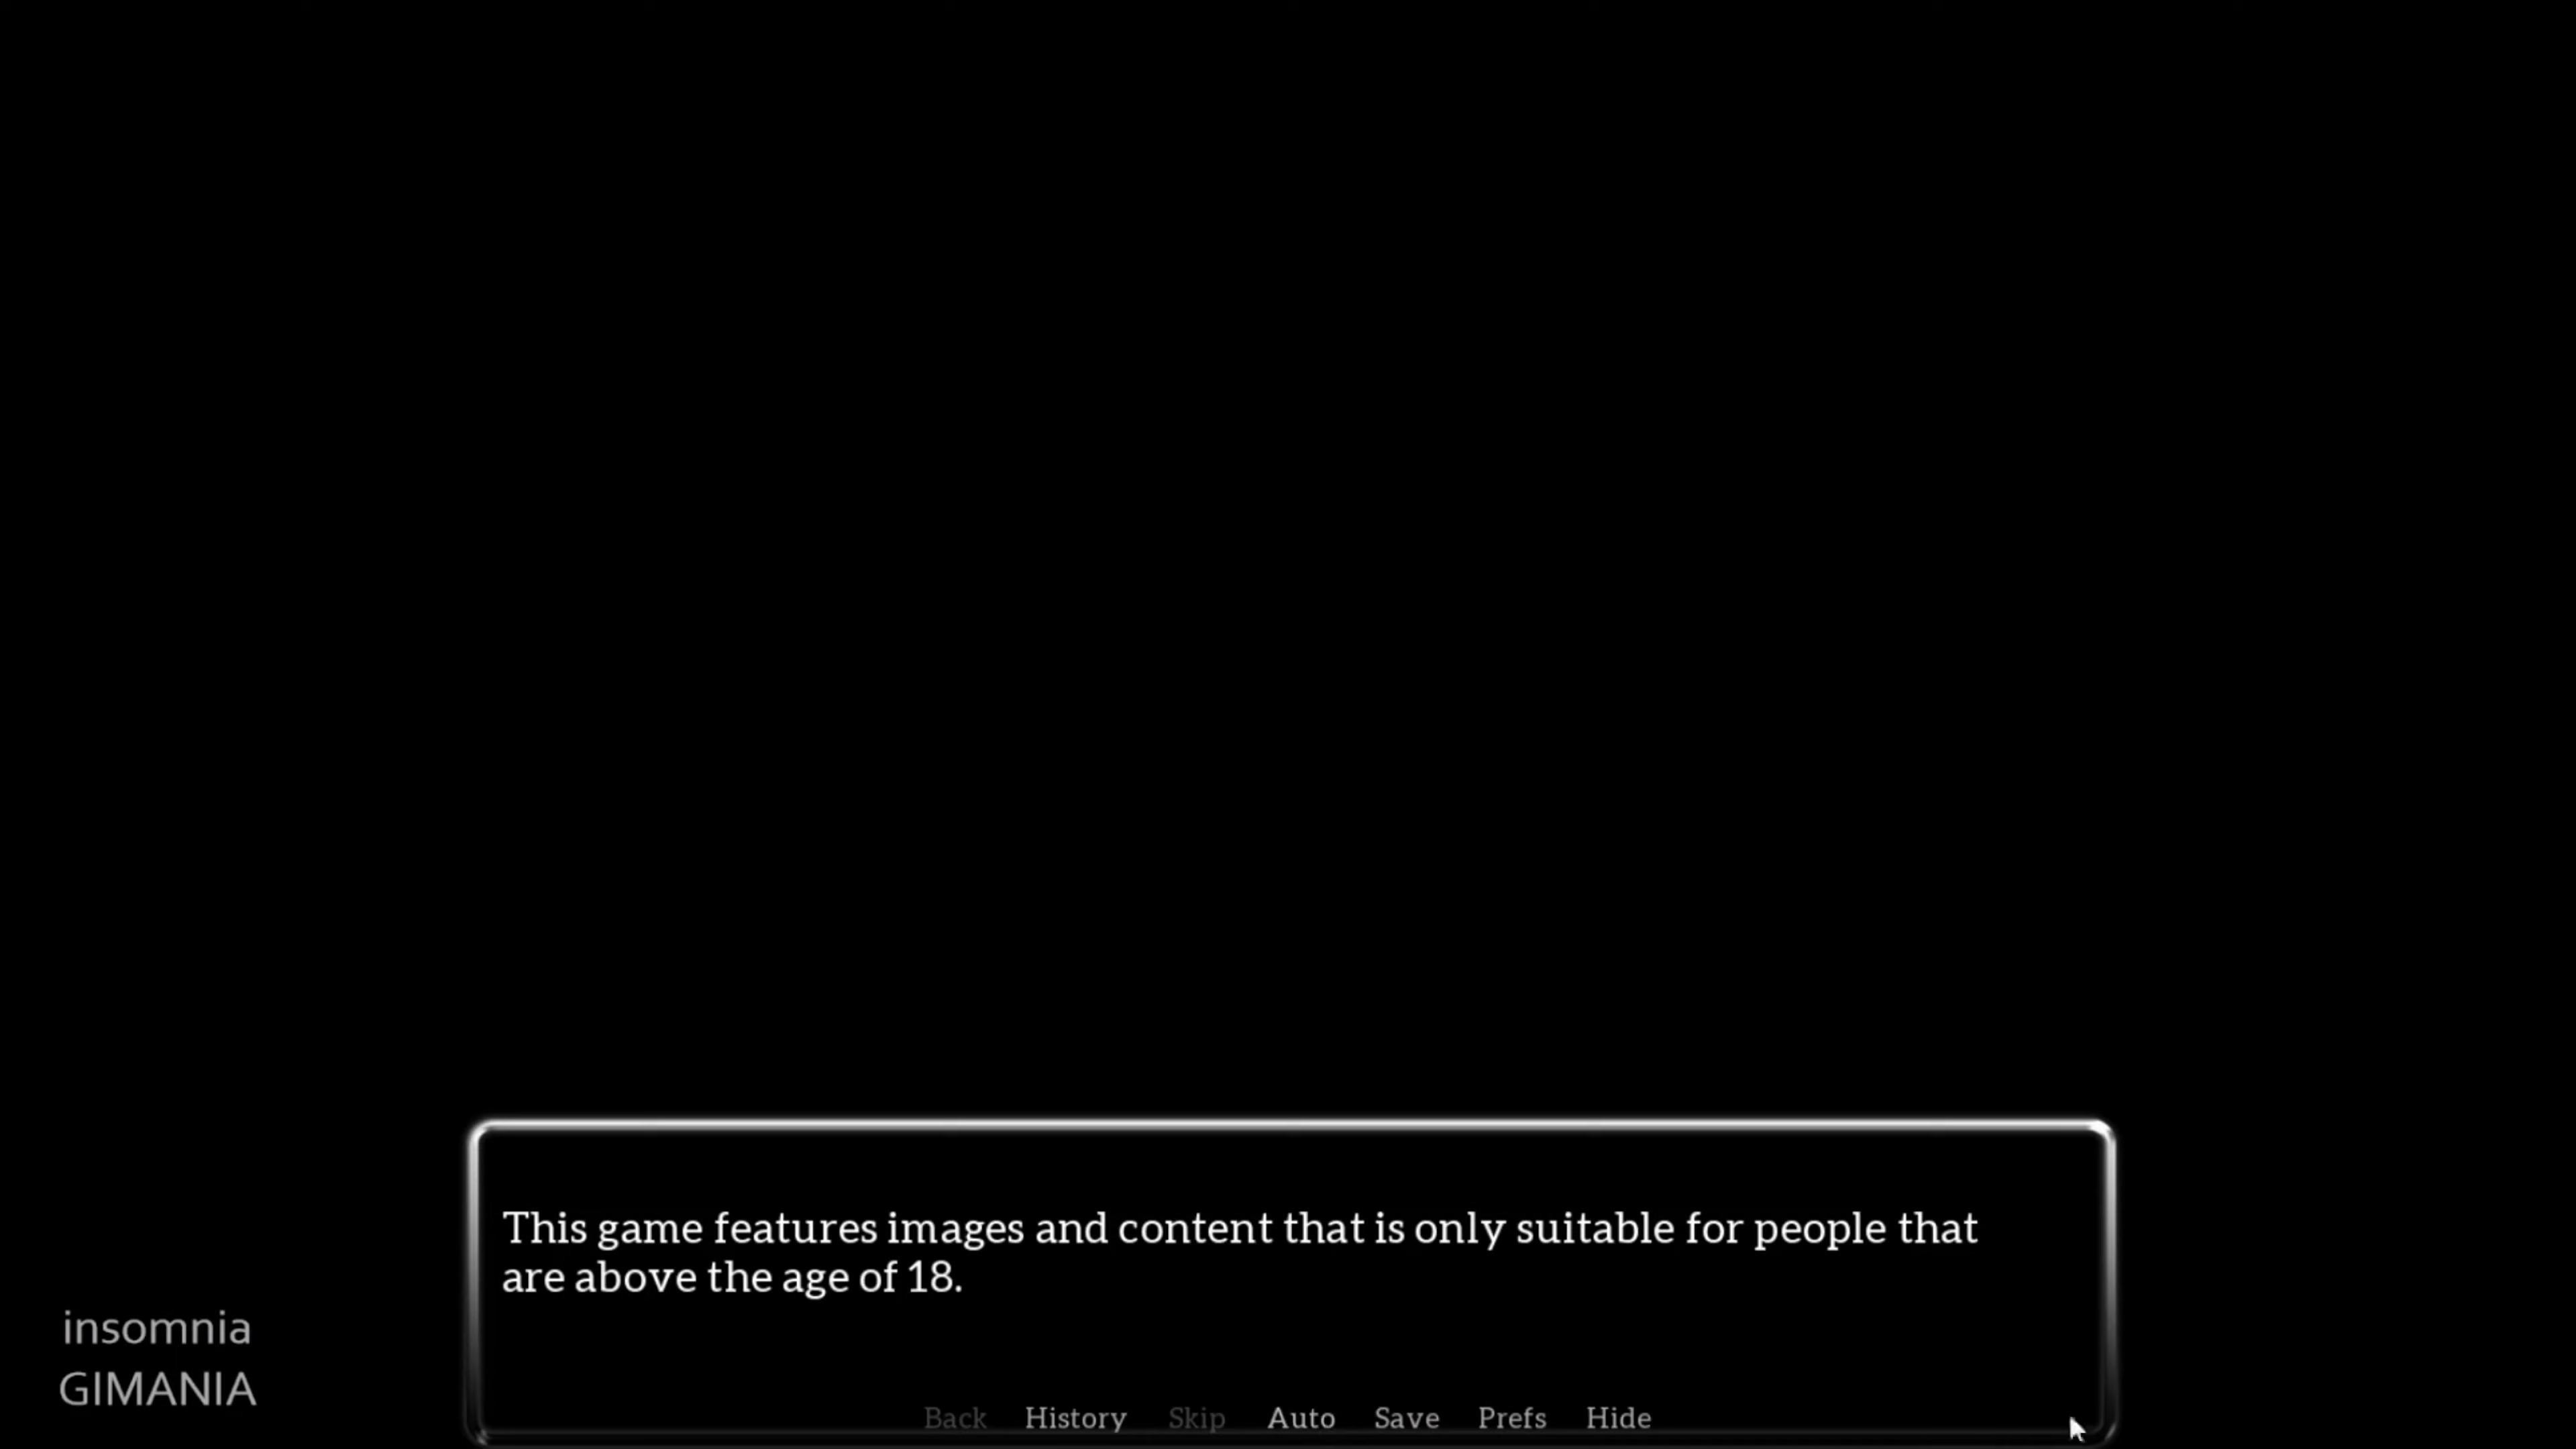 This game features images and content that is only suitable for people that
are above the age of 18.
insomnia
GIMANIA
Back History Skip Auto Save Prefs Hide